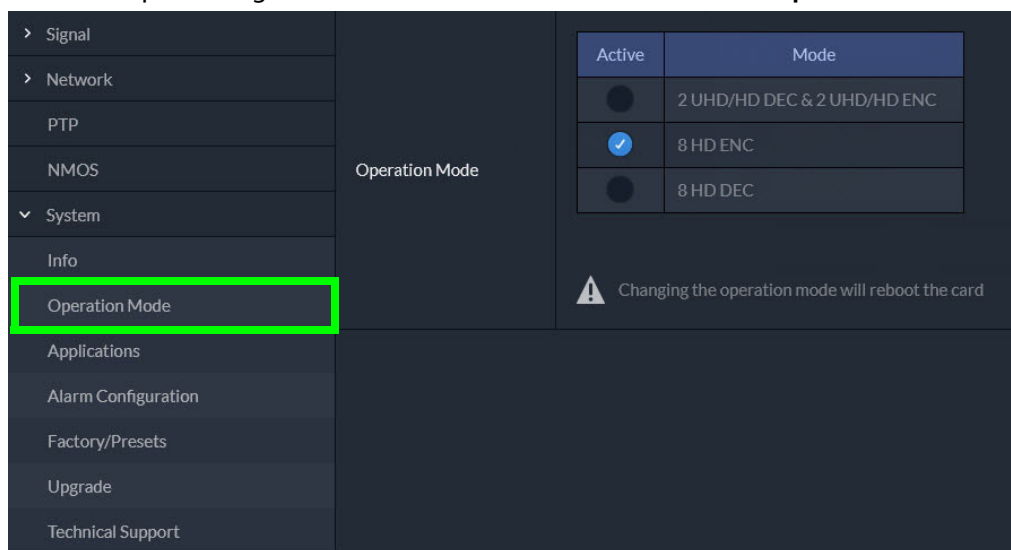 Signal
Network
PTP
NMOS
System
Info
Operation Mode
Applications
Alarm Configuration
Factory/Presets
Upgrade
Technical Support
Operation Mode
Active Mode
2 UHD/HD DEC & 2 UHD/HD ENC
8 HD ENC
8 HD DEC
Changing the operation mode will reboot the card